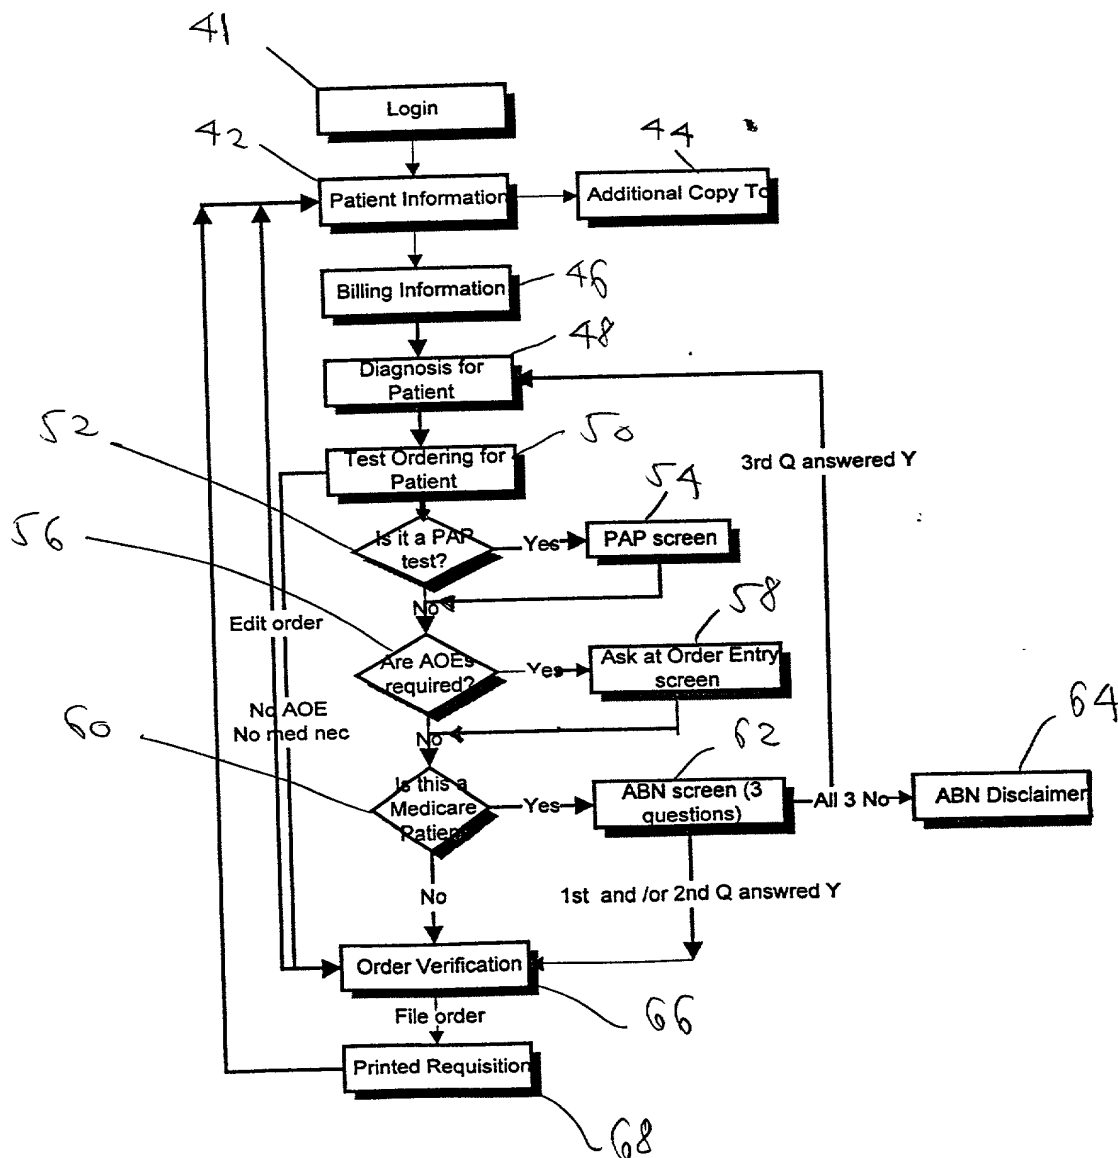 41
Login
42
44
Patient Information
Additional Copy To
Billing Information
46
48
Diagnosis for
Patient
52
50
Test Ordering for
Patient
3rd Q answered Y
54
56
Is it a PAP
test?
Yes
PAP screen
No
58
Edit order
Are AOEs
required?
Yes
Ask at Order Entry
screen
No AOE
No med nec
60
No
62
64
Is this a
Medicare
Patient
Yes
ABN screen (3
questions)
All 3 No
ABN Disclaimer
No
1st and /or 2nd Q answred Y
Order Verification
66
File order
Printed Requisition
68